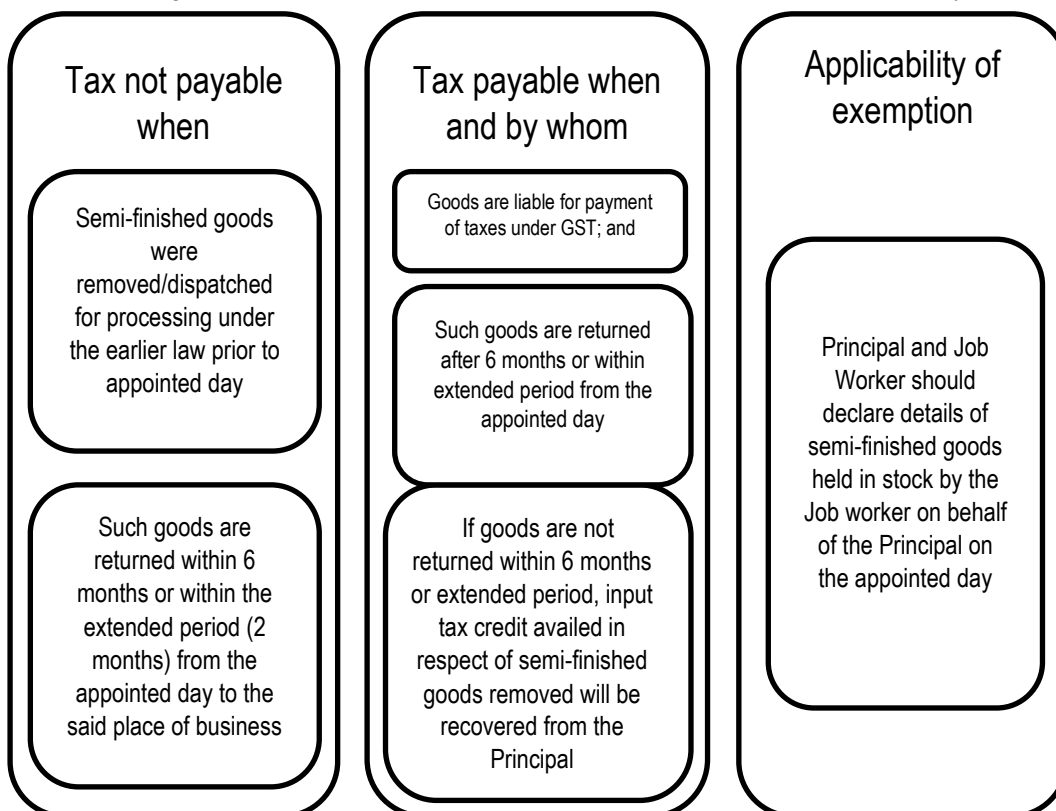 Tax not payable
when
Semi-finished goods
were
removed/dispatched
for processing under
the earlier law prior to
appointed day
Such goods are
returned within 6
months or within the
extended period (2
months) from the
appointed day to the
said place of business
Tax payable when
and by whom
Goods are liable for payment
of taxes under GST; and
Such goods are returned
after 6 months or within
extended period from the
appointed day
If goods are not
returned within 6 months
or extended period, input
tax credit availed in
respect of semi-finished
goods removed will be
recovered from the
Principal
Applicability of
exemption
Principal and Job
Worker should
declare details of
semi-finished goods
held in stock by the
Job worker on behalf
of the Principal on
the appointed day